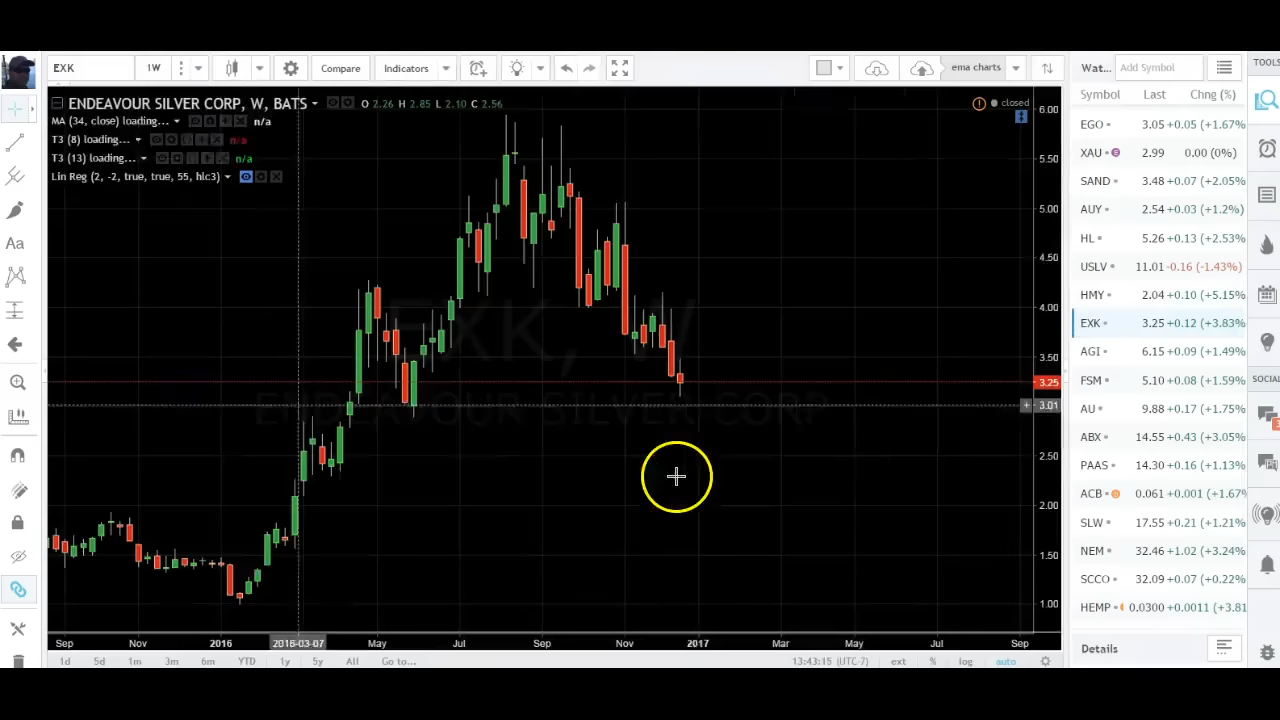 EXK 1W Compare Indicators ema charts Wat... Add Symbol TOOLS
ENDEAVOUR SILVER CORP, W, BATS O 2.26 H 2.85 L 2.10 C 2.56 closed Symbol Last Chng (%)
MA (34, close) loading... n/a
T3 (8) loading... n/a
T3 (13) loading... n/a
Lin Reg (2, -2, true, true, 55, hlc3)
EXK, W
ENDEAVOUR SILVER CORP
6.00
5.50
5.00
4.50
4.00
3.50
3.25
3.01
2.50
2.00
1.50
1.00
EGO 3.05 +0.05 (+1.67%
XAU 2.99 0.00 (0%)
SAND 3.48 +0.07 (+2.05%
AUY 2.54 +0.03 (+1.2%)
HL 5.26 +0.13 (+2.53%
USLV 11.01 -0.16 (-1.43%)
HMY 2.04 +0.10 (+5.15%
EXK 3.25 +0.12 (+3.83%
AGI 6.15 +0.09 (+1.49%
SOCIAL
FSM 5.10 +0.08 (+1.59%
AU 9.88 +0.17 (+1.75%
ABX 14.55 +0.43 (+3.05%
PAAS 14.30 +0.16 (+1.13%
CB 0.061 +0.001 (+1.67%
SLW 17.55 +0.21 (+1.21%
NEM 32.46 +1.02 (+3.24%
SCCO 32.09 +0.07 (+0.22%
HEMP 0.0300 +0.0011 (+3.81
Aa
Sep Nov 2016 2016-03-07 May Jul Sep Nov 2017 Mar May Jul Sep
Details
1d 5d 1m 3m 6m YTD 1y 5y All Go to... 13:43:15 (UTC-7) ext % log auto